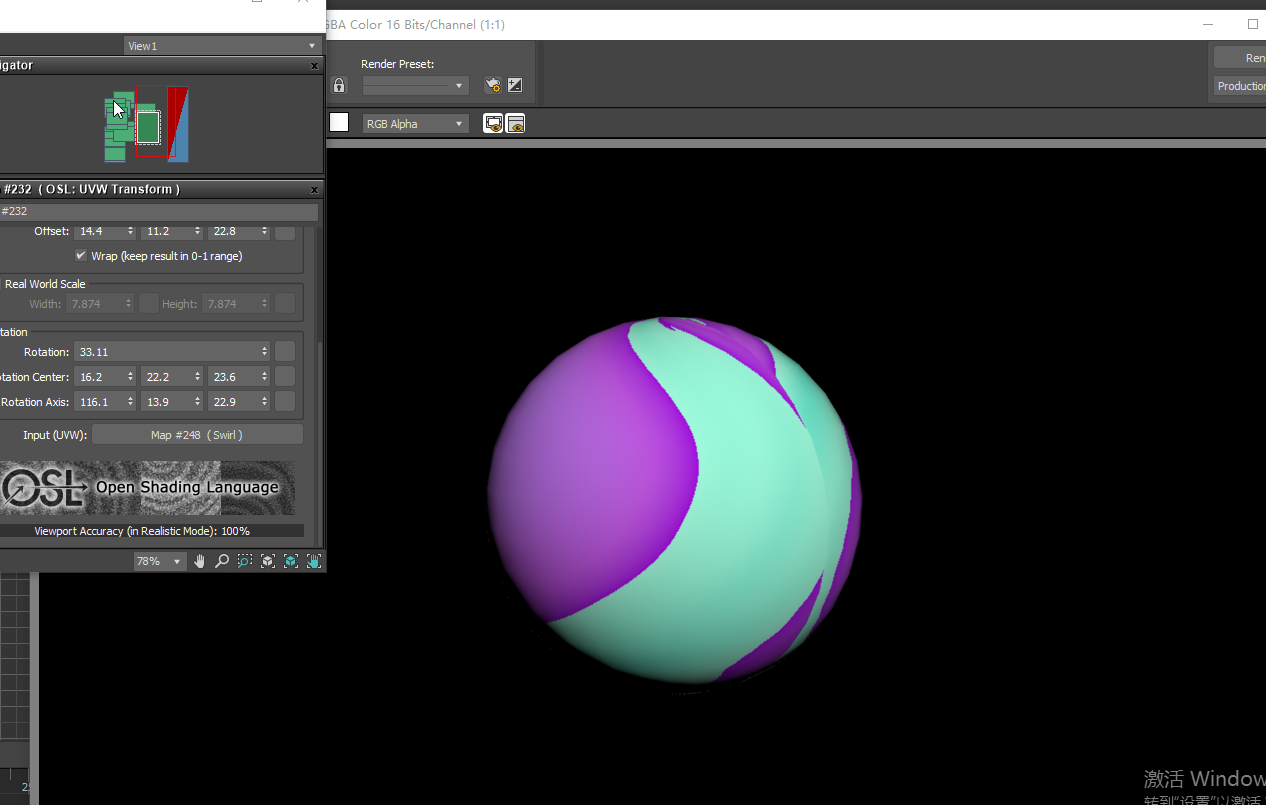 GBA Color 16 Bits/Channel (1:1)
View1
igator
Render Preset:
Ren
Production
RGB Alpha
#232 ( OSL: UVW Transform )
#232
Offset: 14.4 11.2 22.8
Wrap (keep result in 0-1 range)
Real World Scale
Width: 7.874 Height: 7.874
tation
Rotation: 33.11
otation Center: 16.2 22.2 23.6
Rotation Axis: 116.1 13.9 22.9
Input (UVW): Map #248 ( Swirl )
OSL Open Shading Language
Viewport Accuracy (in Realistic Mode): 100%
78%
激活 Window
转到"设置"以激活